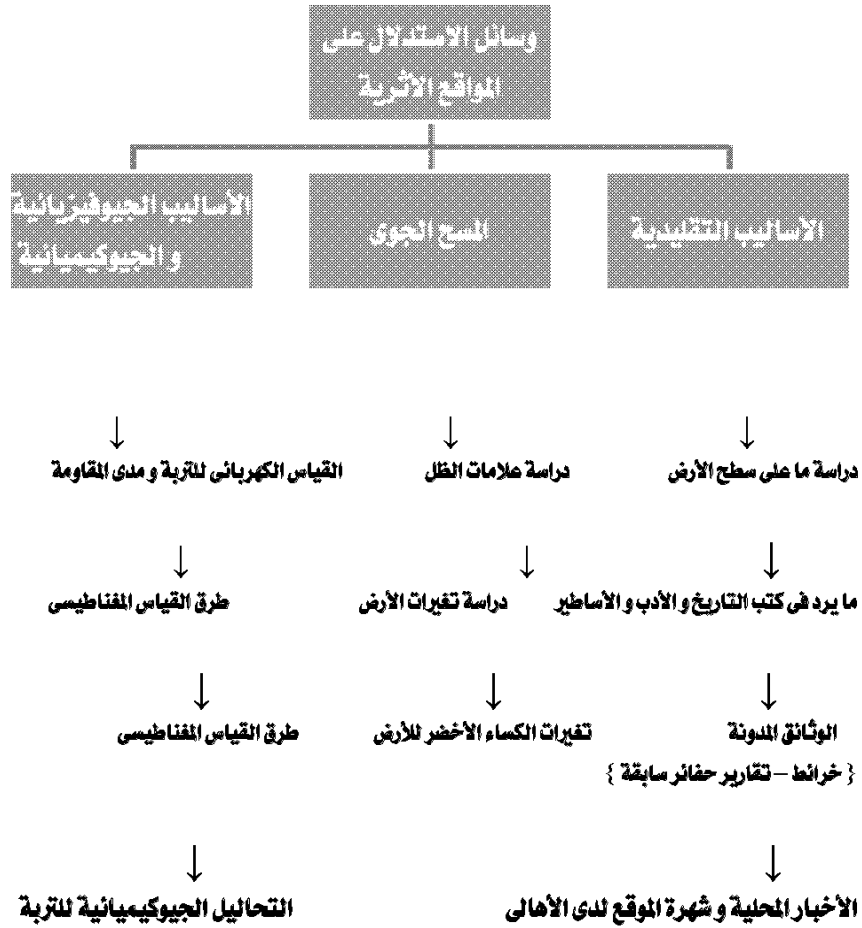 وسائل الاستدلال على
المواقع الأثرية
الأساليب التقليدية
المسح الجوى
الأساليب الجيوفيزيائية
و الجيوكيميائية
↓ ↓ ↓
دراسة ما على سطح الأرض
دراسة علامات الظل
القياس الكهربائى للتربة و مدى المقاومة
↓ ↓ ↓
ما يرد فى كتب التاريخ و الأدب و الأساطير
دراسة تغيرات الأرض
طرق القياس المغناطيسى
↓ ↓ ↓
الوثائق المدونة
تغيرات الكساء الأخضر للأرض
طرق القياس المغناطيسى
{ خرائط – تقارير حفائر سابقة }
↓ ↓
الأخبار المحلية و شهرة الموقع لدى الأهالى
التحاليل الجيوكيميائية للتربة